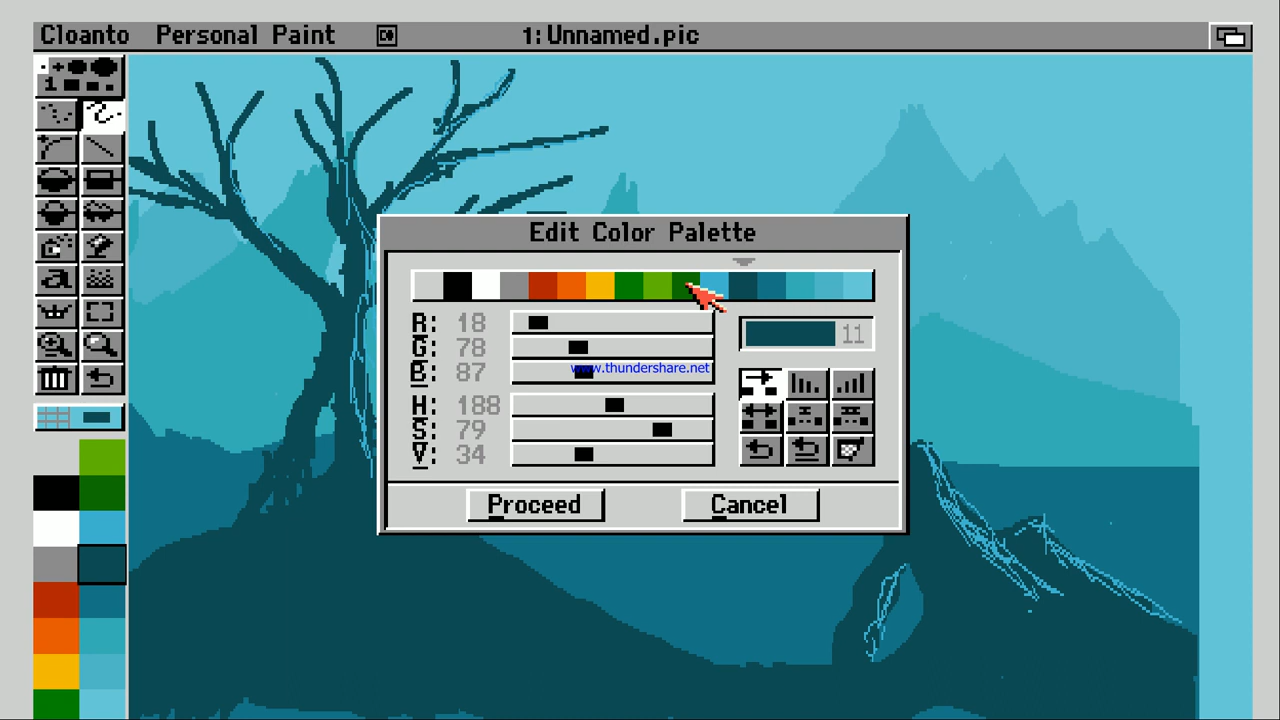 Cloanto Personal Paint 1:Unnamed.pic
Edit Color Palette
R: 18
G: 78
B: 87
www.thundershare.net
H: 188
S: 79
V: 34
11
Proceed Cancel
1
a